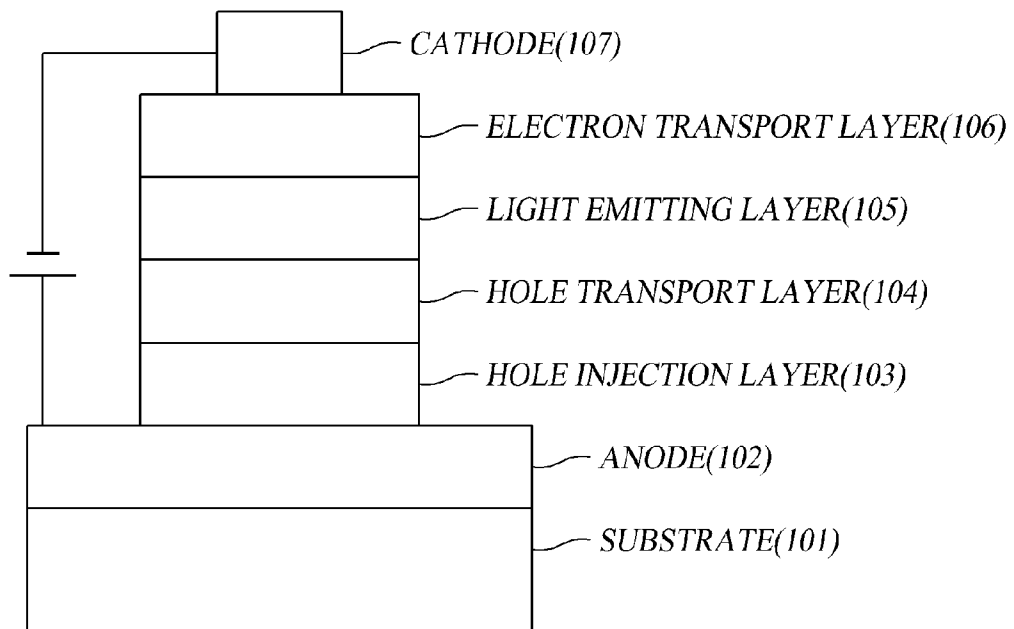 CATHODE(107)
ELECTRON TRANSPORT LAYER(106)
LIGHT EMITTING LAYER(105)
HOLE TRANSPORT LAYER(104)
HOLE INJECTION LAYER(103)
ANODE(102)
SUBSTRATE(101)